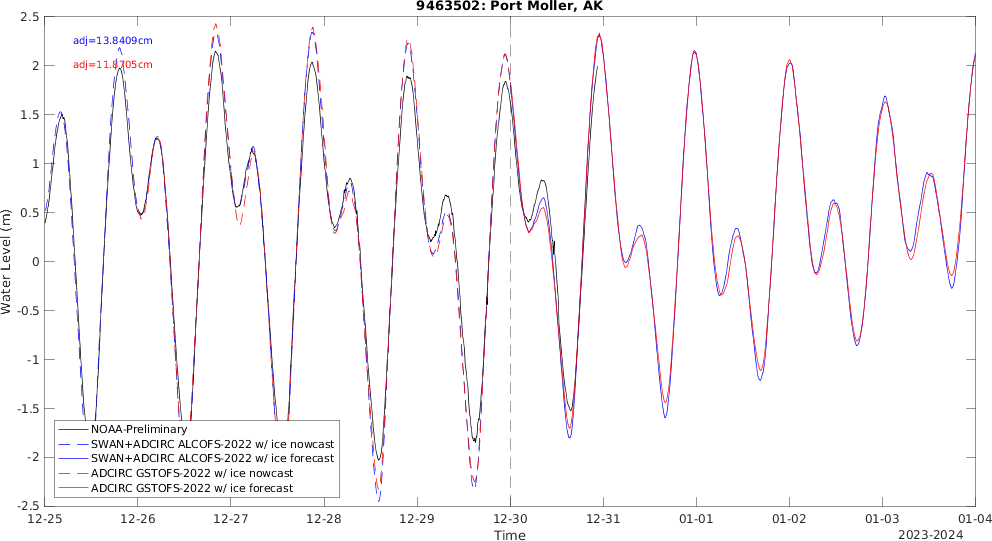 9463502: Port Moller, AK
2.5
2
1.5
1
0.5
0
-0.5
-1
-1.5
-2
-2.5
Water Level (m)
adj=13.8409cm
adj=11.8705cm
NOAA-Preliminary
SWAN+ADCIRC ALCOFS-2022 w/ ice nowcast
SWAN+ADCIRC ALCOFS-2022 w/ ice forecast
ADCIRC GSTOFS-2022 w/ ice nowcast
ADCIRC GSTOFS-2022 w/ ice forecast
12-25 12-26 12-27 12-28 12-29 12-30 12-31 01-01 01-02 01-03 01-04
Time
2023-2024